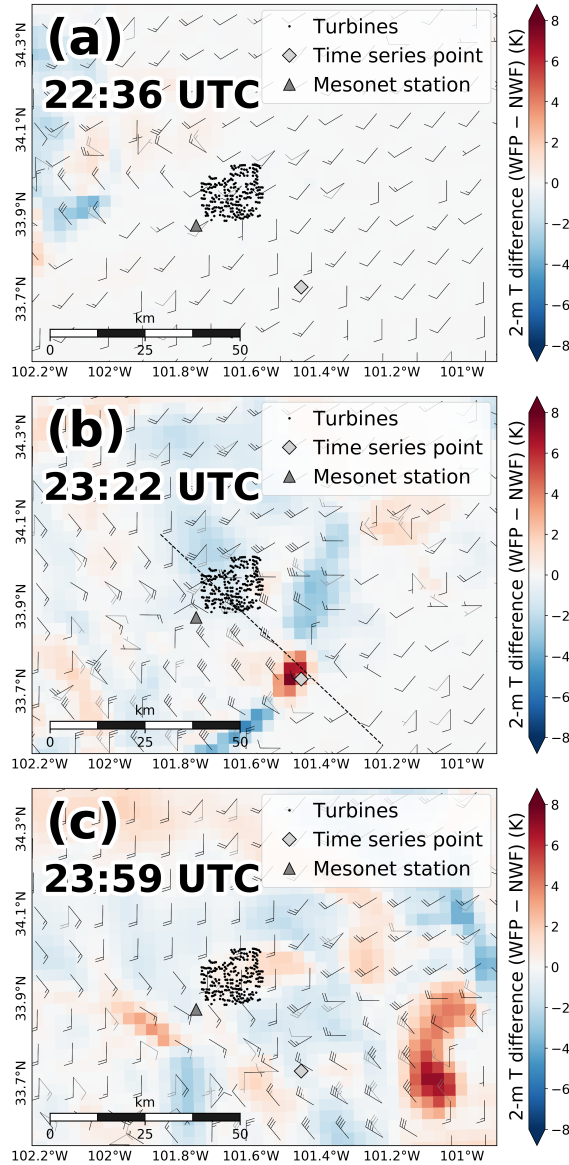 (a)
22:36 UTC
Turbines
Time series point
Mesonet station
34.3°N
34.1°N
33.9°N
33.7°N
km
0 25 50
102.2°W 102°W 101.8°W 101.6°W 101.4°W 101.2°W 101°W
8
6
4
2
0
−2
−4
−6
−8
2-m T difference (WFP − NWF) (K)
(b)
23:22 UTC
Turbines
Time series point
Mesonet station
34.3°N
34.1°N
33.9°N
33.7°N
km
0 25 50
102.2°W 102°W 101.8°W 101.6°W 101.4°W 101.2°W 101°W
8
6
4
2
0
−2
−4
−6
−8
2-m T difference (WFP − NWF) (K)
(c)
23:59 UTC
Turbines
Time series point
Mesonet station
34.3°N
34.1°N
33.9°N
33.7°N
km
0 25 50
102.2°W 102°W 101.8°W 101.6°W 101.4°W 101.2°W 101°W
8
6
4
2
0
−2
−4
−6
−8
2-m T difference (WFP − NWF) (K)